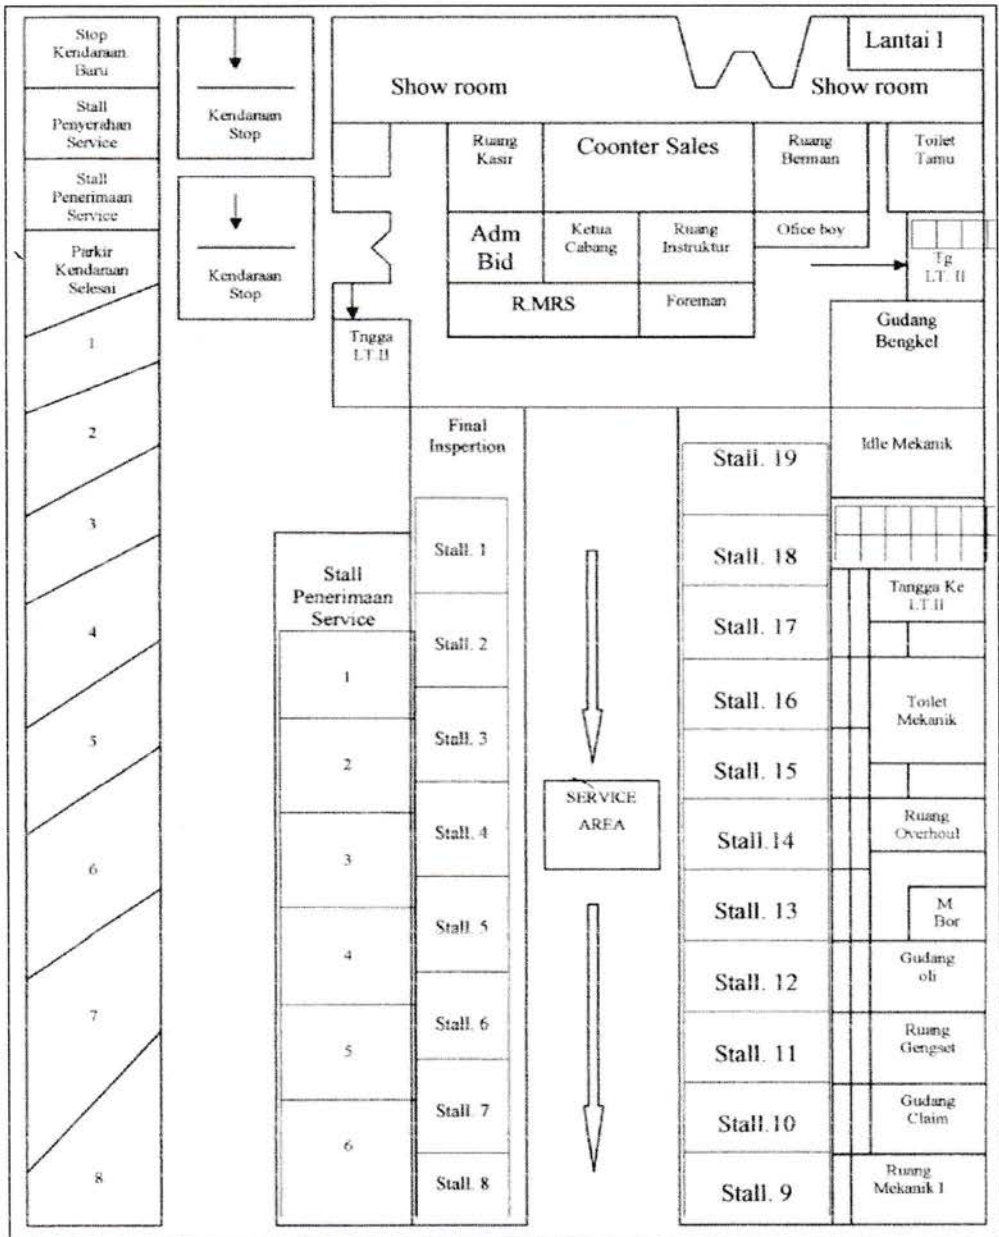 Stop
Kendaraan
Baru
Stall
Penyerahan
Service
Stall
Penerimaan
Service
Parkir
Kendaraan
Selesai
1
2
3
4
5
6
7
8
Kendaraan
Stop
Kendaraan
Stop
Show room
Lantai I
Show room
Ruang
Kasir
Coonter Sales
Ruang
Bermain
Toilet
Tamu
Adm
Bid
Ketua
Cabang
Ruang
Instruktur
Ofice boy
Tg
LT. II
R.MRS
Foreman
Tngga
LT.II
Gudang
Bengkel
Final
Inspertion
Idle Mekanik
Stall
Penerimaan
Service
1
2
3
4
5
6
Stall. 1
Stall. 2
Stall. 3
Stall. 4
Stall. 5
Stall. 6
Stall. 7
Stall. 8
SERVICE
AREA
Stall. 19
Stall. 18
Stall. 17
Stall. 16
Stall. 15
Stall.14
Stall. 13
Stall. 12
Stall. 11
Stall.10
Stall. 9
Tangga Ke
LT.II
Toilet
Mekanik
Ruang
Overhoul
M
Bor
Gudang
oli
Ruang
Gengset
Gudang
Claim
Ruang
Mekanik I